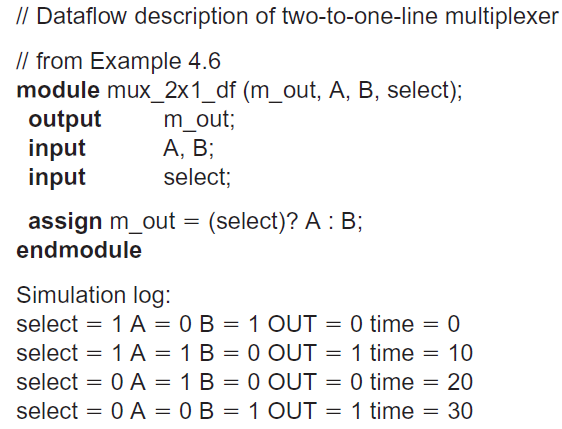 // Dataflow description of two-to-one-line multiplexer
// from Example 4.6
module mux_2x1_df (m_out, A, B, select);
output m_out;
input A, B;
input select;
assign m_out = (select)? A : B;
endmodule
Simulation log:
select = 1 A = 0 B = 1 OUT = 0 time = 0
select = 1 A = 1 B = 0 OUT = 1 time = 10
select = 0 A = 1 B = 0 OUT = 0 time = 20
select = 0 A = 0 B = 1 OUT = 1 time = 30